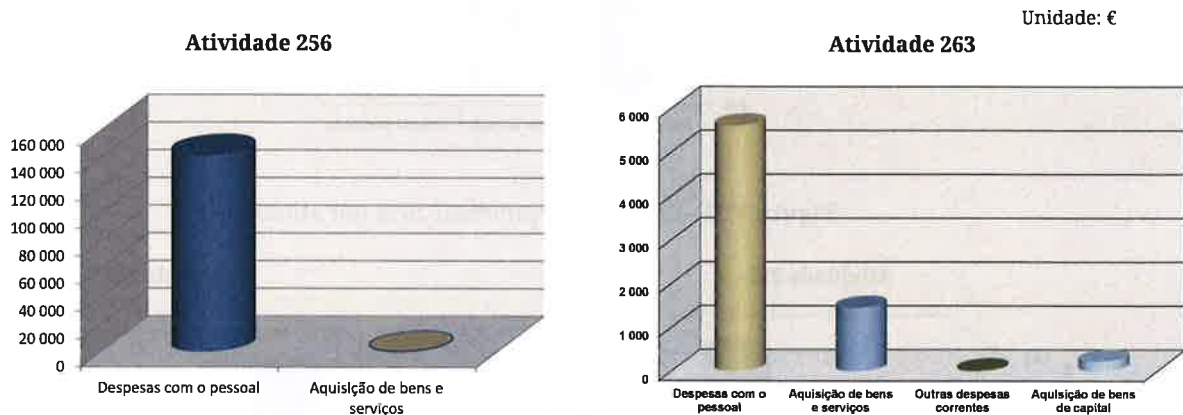 Unidade: €
Atividade 256
160 000
140 000
120 000
100 000
80 000
60 000
40 000
20 000
0
Despesas com o pessoal
Aquisição de bens e
serviços
Atividade 263
6 000
5 000
4 000
3 000
2 000
1 000
0
Despesas com o
pessoal
Aquisição de bens
e serviços
Outras despesas
correntes
Aquisição de bens
de capital